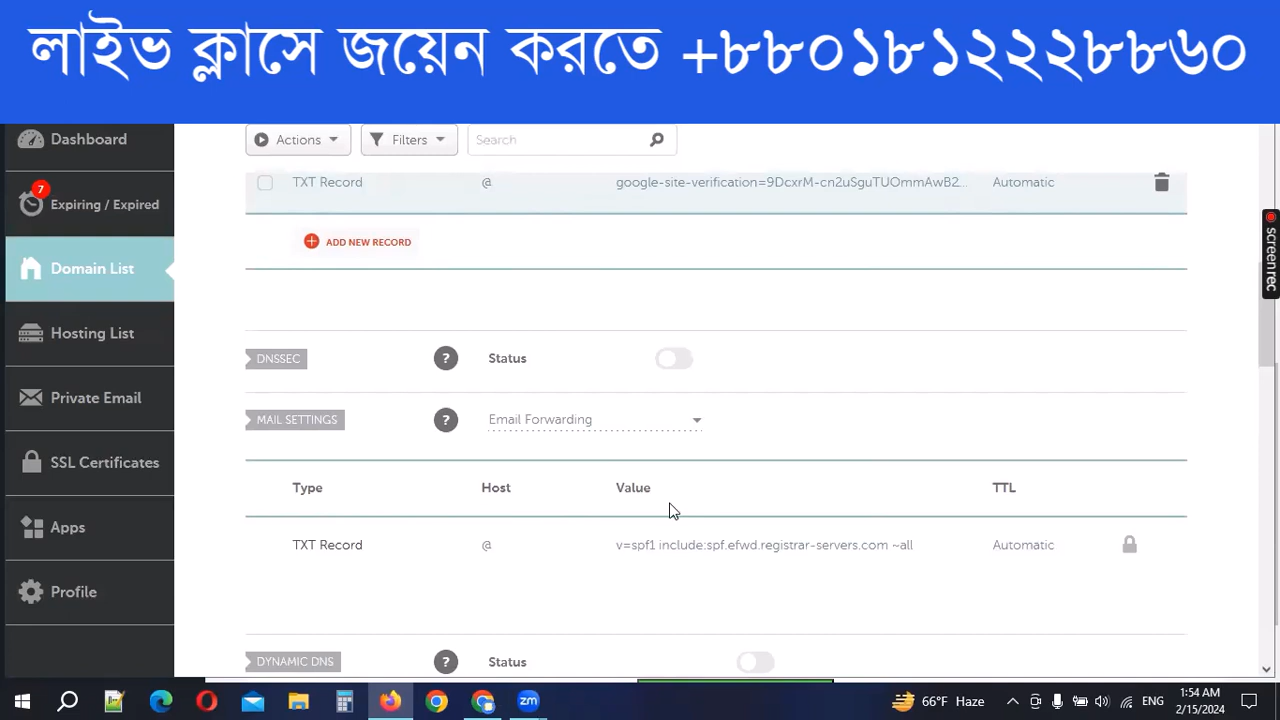 লাইভ ক্লাসে জয়েন করতে +৮৮০১৮১২২২৮৮৬০
Dashboard
Actions
Filters
Search
7
Expiring / Expired
TXT Record @ google-site-verification=9DcxrM-cn2uSguTUOmmAwB2... Automatic
ADD NEW RECORD
Domain List
Hosting List
DNSSEC ? Status
Private Email
MAIL SETTINGS ? Email Forwarding
SSL Certificates
Type Host Value TTL
Apps
TXT Record @ v=spf1 include:spf.efwd.registrar-servers.com ~all Automatic
Profile
DYNAMIC DNS ? Status
screenrec
zm
66°F Haze
ENG
1:54 AM
2/15/2024